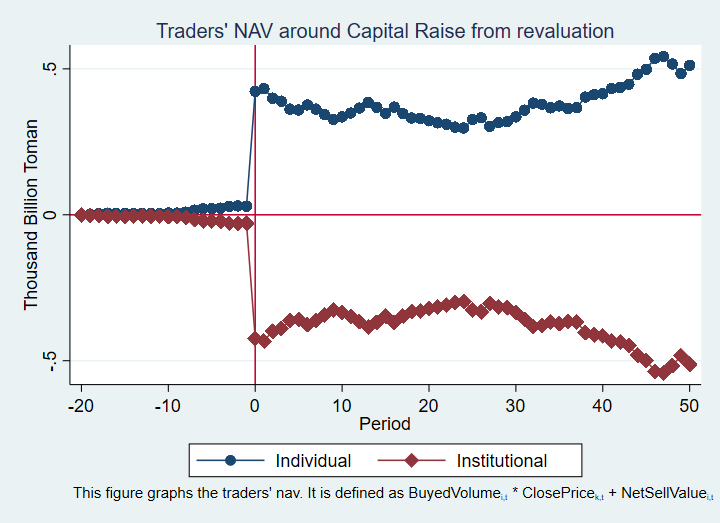 Traders' NAV around Capital Raise from revaluation
Thousand Billion Toman
.5
0
-.5
-20 -10 0 10 20 30 40 50
Period
Individual Institutional
This figure graphs the traders' nav. It is defined as BuyedVolume i,t * ClosePrice k,t + NetSellValue i,t